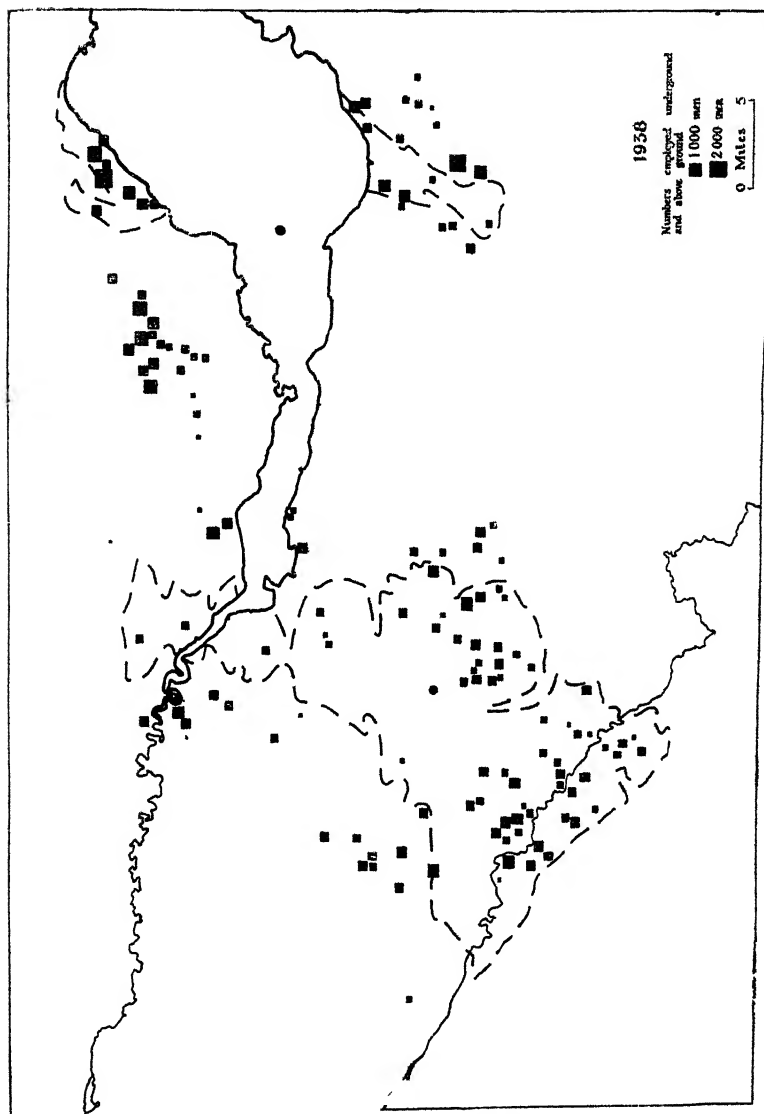 1938
Numbers employed underground
and above ground
1000 men
2000 men
0 Miles 5